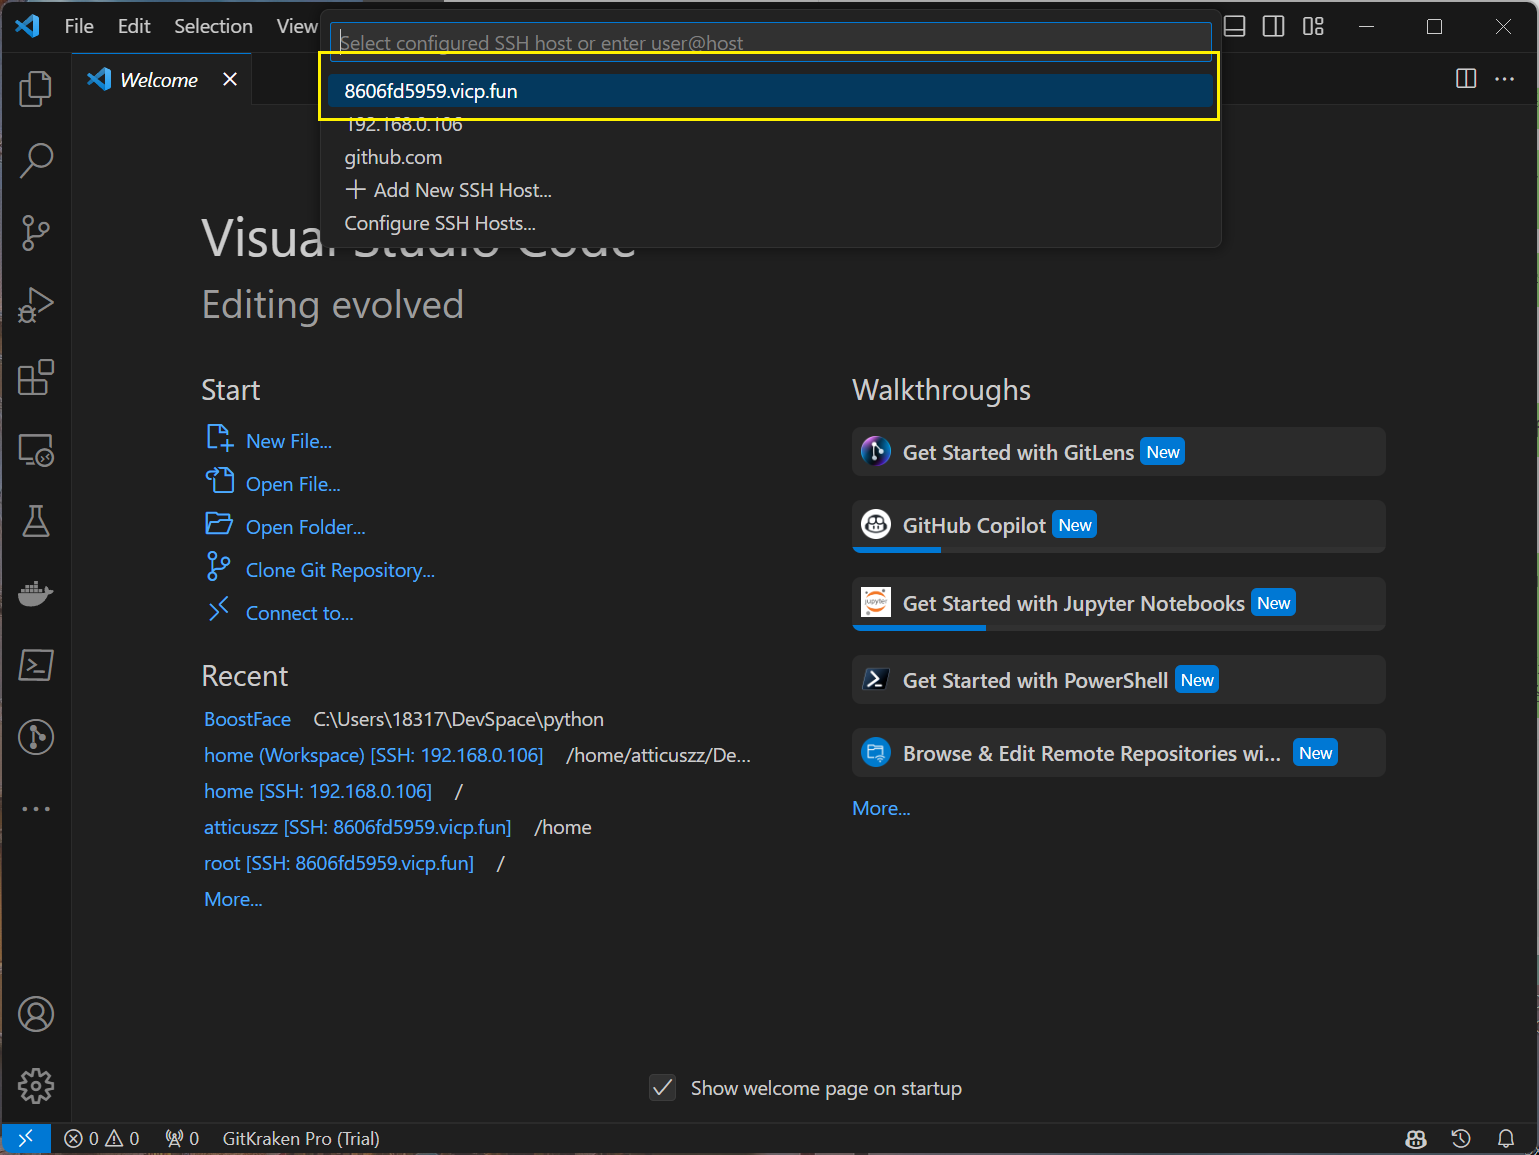 File Edit Selection View
Select configured SSH host or enter user@host
Welcome
8606fd5959.vicp.fun
192.168.0.106
github.com
Add New SSH Host...
Configure SSH Hosts...
Visual Studio Code
Editing evolved
Start
New File...
Open File...
Open Folder...
Clone Git Repository...
Connect to...
Recent
BoostFace C:\Users\18317\DevSpace\python
home (Workspace) [SSH: 192.168.0.106] /home/atticuszz/De...
home [SSH: 192.168.0.106] /
atticuszz [SSH: 8606fd5959.vicp.fun] /home
root [SSH: 8606fd5959.vicp.fun] /
More...
Walkthroughs
Get Started with GitLens New
GitHub Copilot New
Jupyter
Get Started with Jupyter Notebooks New
Get Started with PowerShell New
Browse & Edit Remote Repositories wi... New
More...
Show welcome page on startup
0 0 0 GitKraken Pro (Trial)